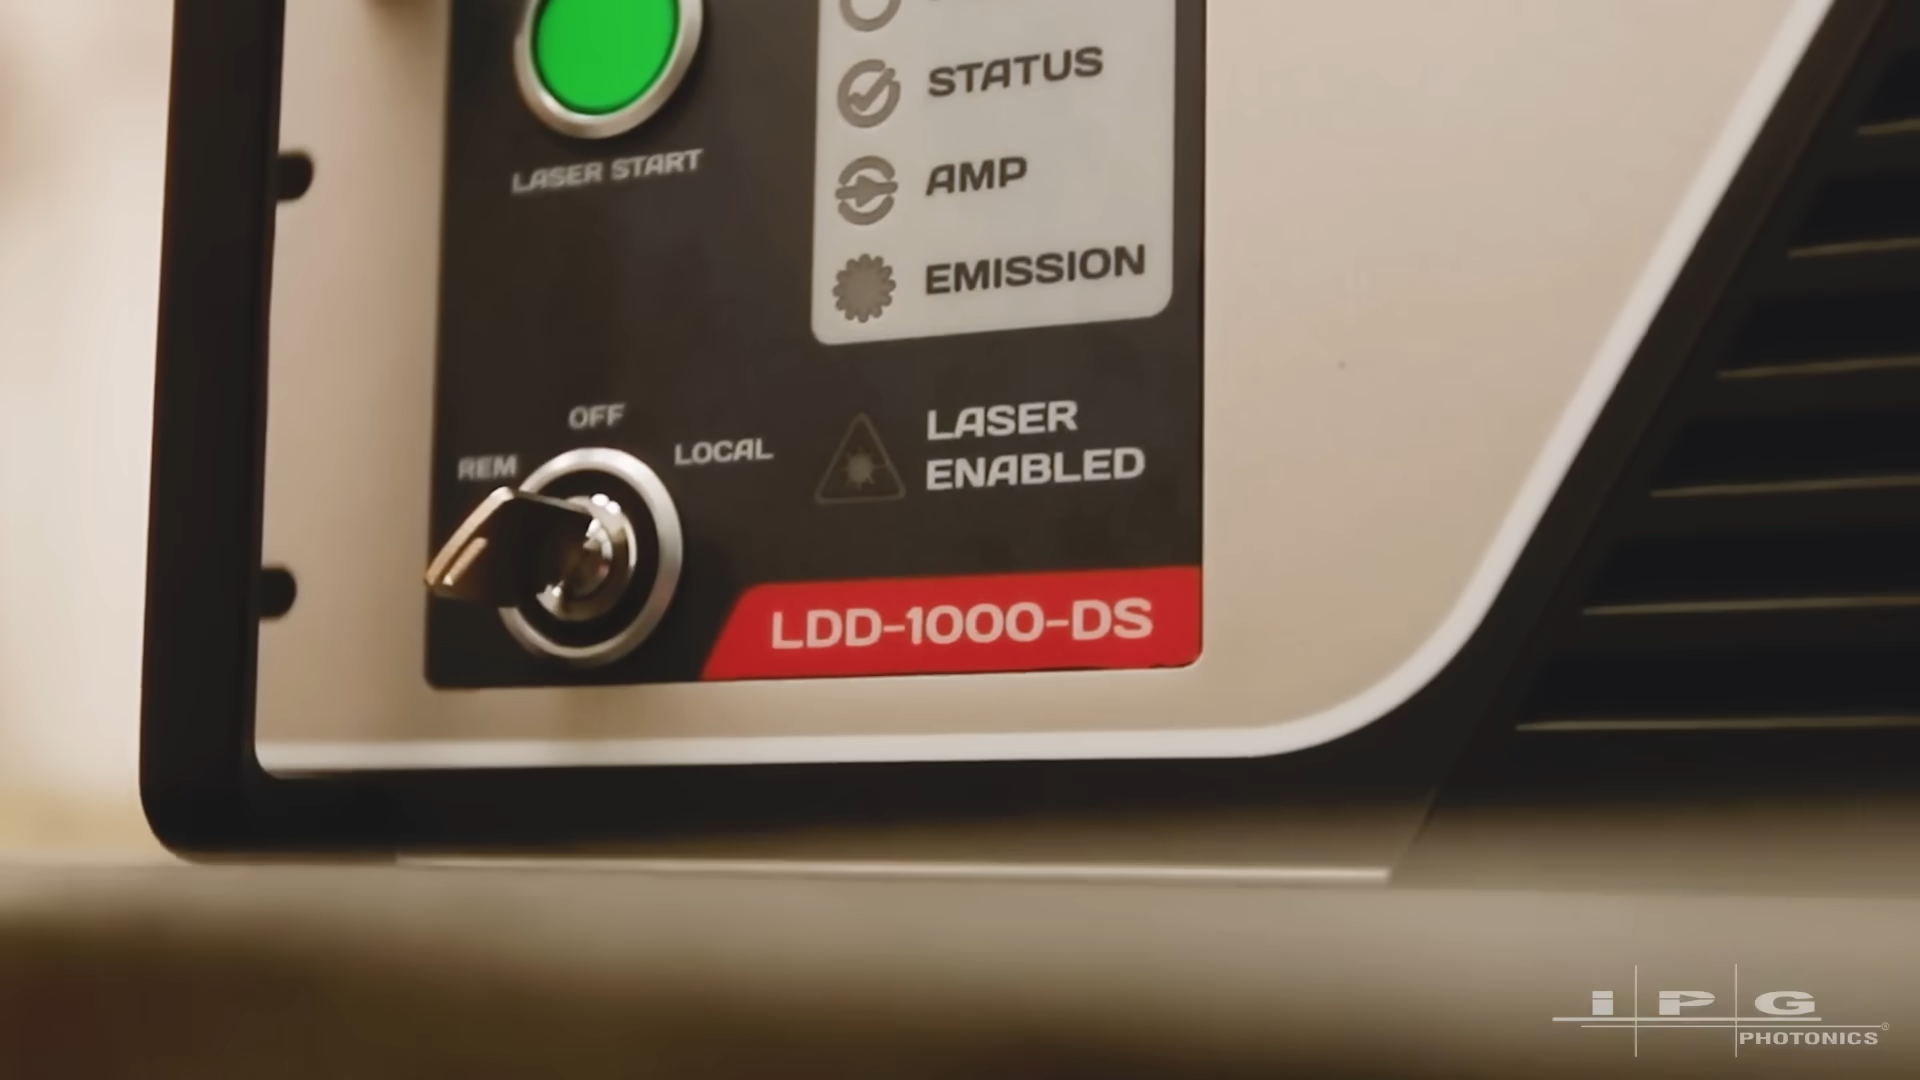 STATUS
LASER START
AMP
EMISSION
OFF
REM
LOCAL
LASER
ENABLED
LDD-1000-DS
IPG
PHOTONICS®